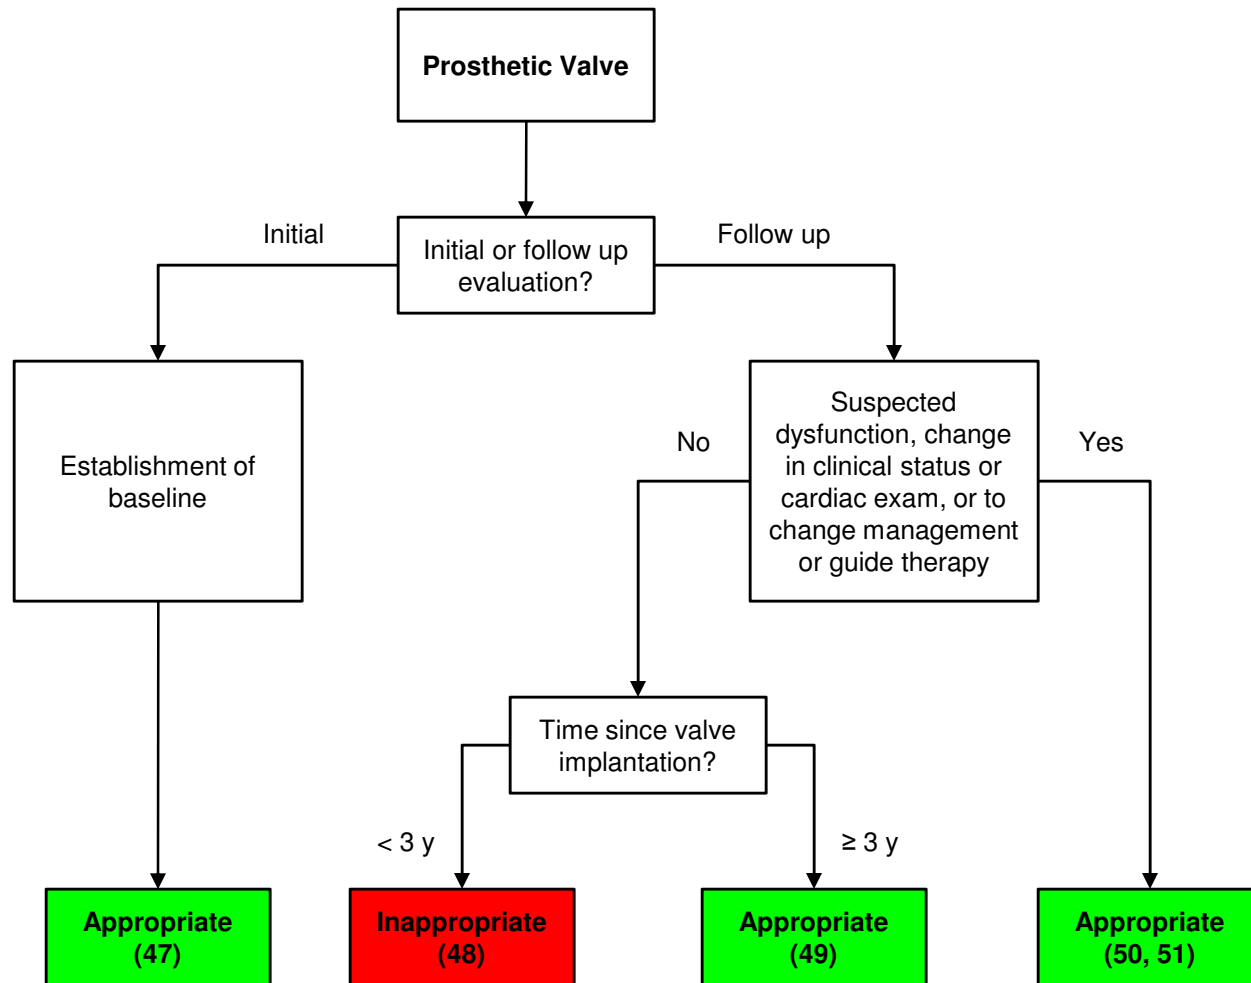 Prosthetic Valve
Initial
Initial or follow up
evaluation?
Follow up
Establishment of
baseline
Suspected
dysfunction, change
in clinical status or
cardiac exam, or to
change management
or guide therapy
No
Yes
Time since valve
implantation?
< 3 y
≥ 3 y
Appropriate
(47)
Inappropriate
(48)
Appropriate
(49)
Appropriate
(50, 51)